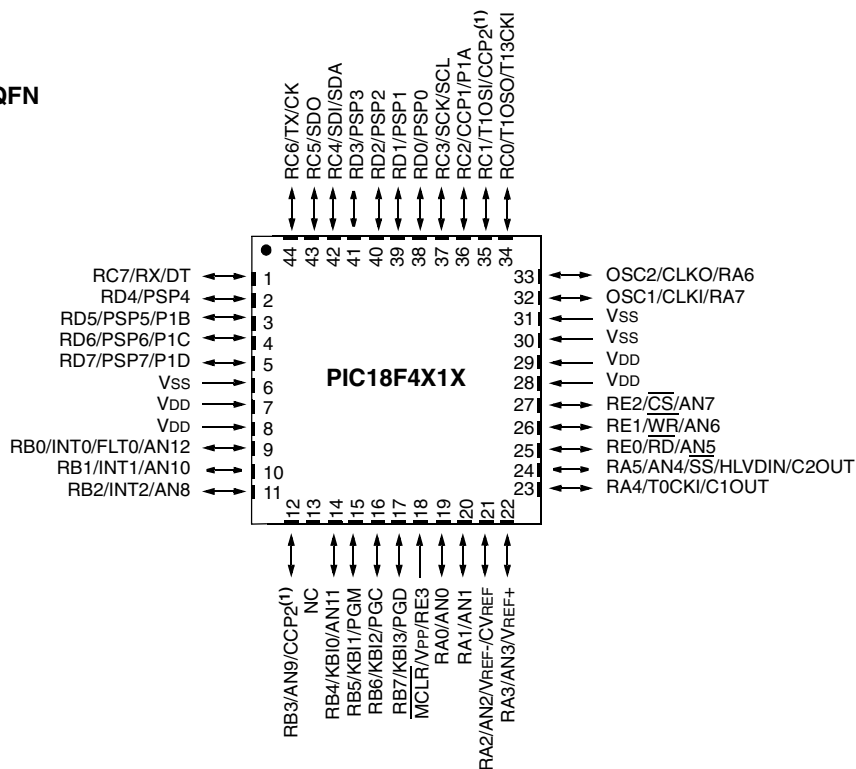 QFN
RC6/TX/CK
RC5/SDO
RC4/SDI/SDA
RD3/PSP3
RD2/PSP2
RD1/PSP1
RD0/PSP0
RC3/SCK/SCL
RC2/CCP1/P1A
RC1/T1OSI/CCP2(1)
RC0/T1OSO/T13CKI
44
43
42
41
40
39
38
37
36
35
34
RC7/RX/DT 1
RD4/PSP4 2
RD5/PSP5/P1B 3
RD6/PSP6/P1C 4
RD7/PSP7/P1D 5
VSS 6
VDD 7
VDD 8
RB0/INT0/FLT0/AN12 9
RB1/INT1/AN10 10
RB2/INT2/AN8 11
PIC18F4X1X
33 OSC2/CLKO/RA6
32 OSC1/CLKI/RA7
31 VSS
30 VSS
29 VDD
28 VDD
27 RE2/CS/AN7
26 RE1/WR/AN6
25 RE0/RD/AN5
24 RA5/AN4/SS/HLVDIN/C2OUT
23 RA4/T0CKI/C1OUT
12
13
14
15
16
17
18
19
20
21
22
RB3/AN9/CCP2(1)
NC
RB4/KBI0/AN11
RB5/KBI1/PGM
RB6/KBI2/PGC
RB7/KBI3/PGD
MCLR/VPP/RE3
RA0/AN0
RA1/AN1
RA2/AN2/VREF-/CVREF
RA3/AN3/VREF+